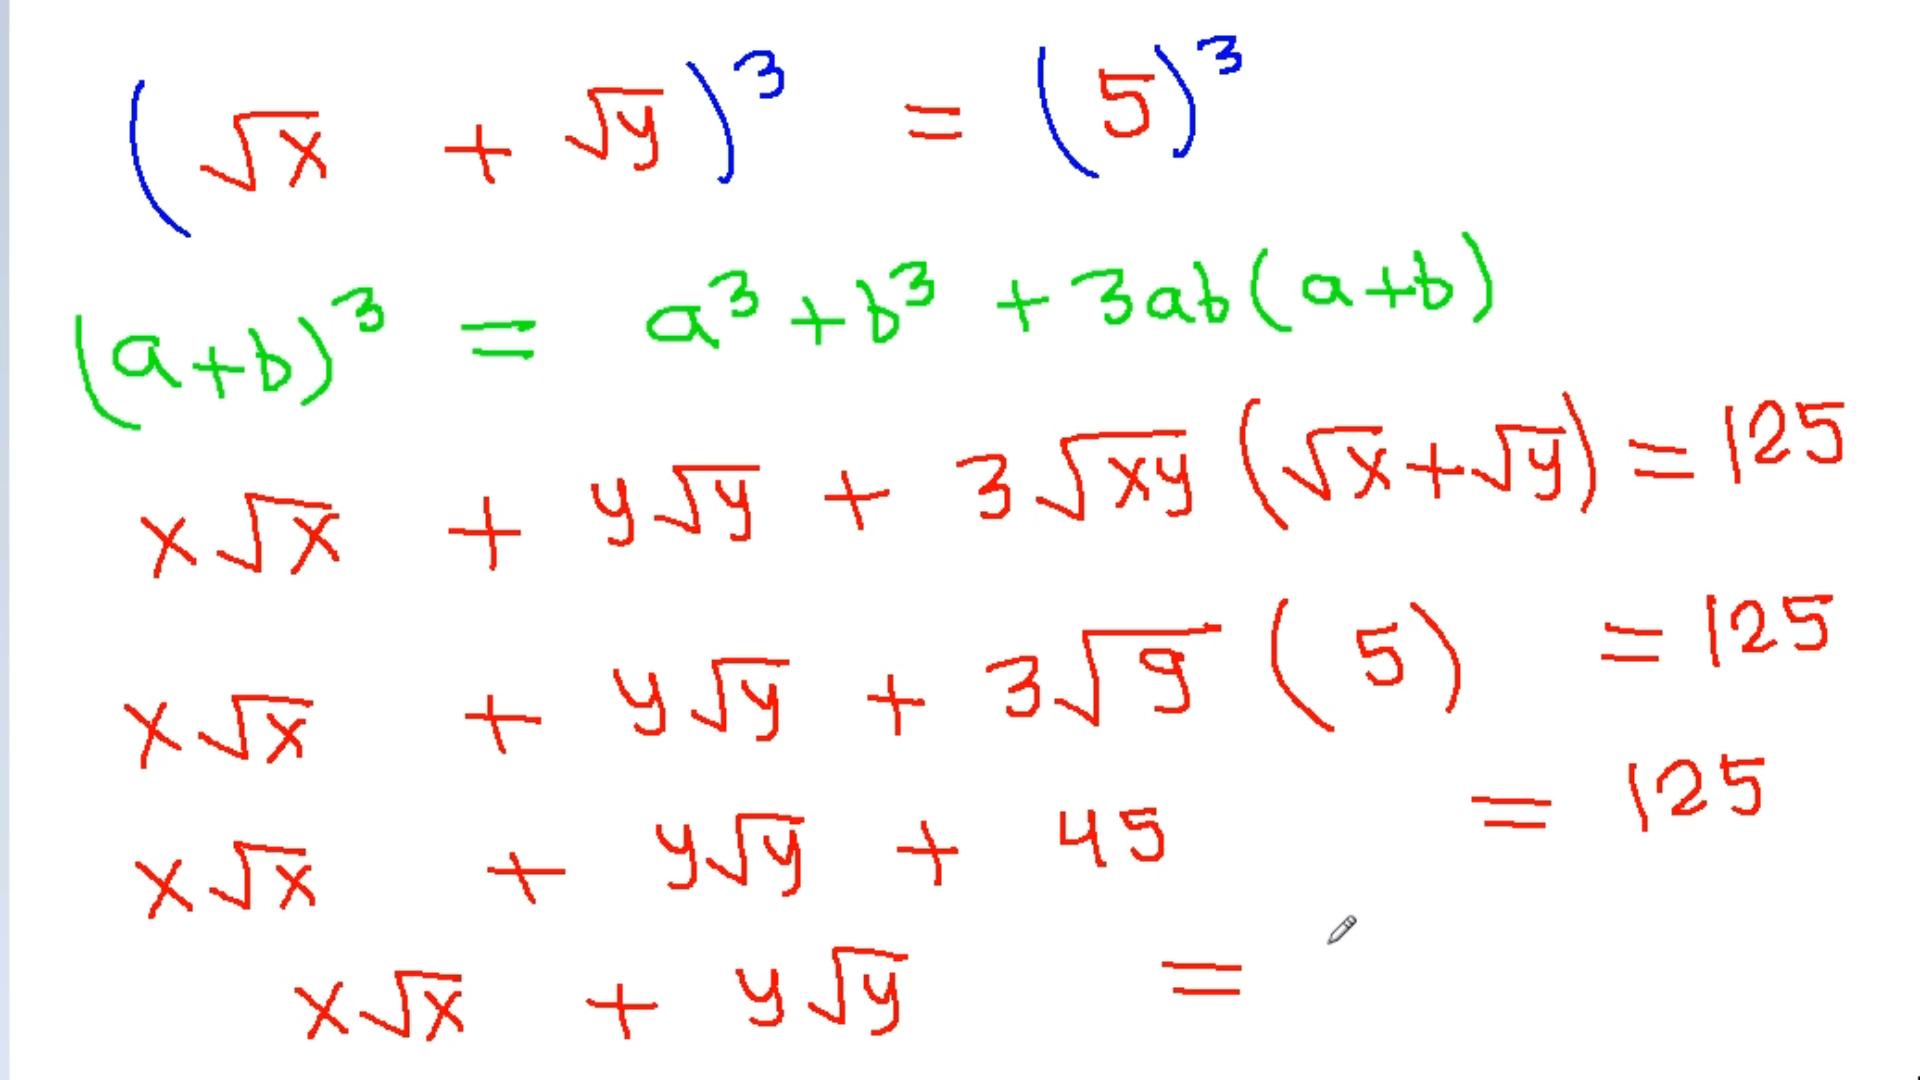 (√x + √y)³ = (5)³
(a+b)³ = a³ + b³ + 3ab(a+b)
x√x + y√y + 3√xy (√x+√y) = 125
x√x + y√y + 3√9 (5) = 125
x√x + y√y + 45 = 125
x√x + y√y =